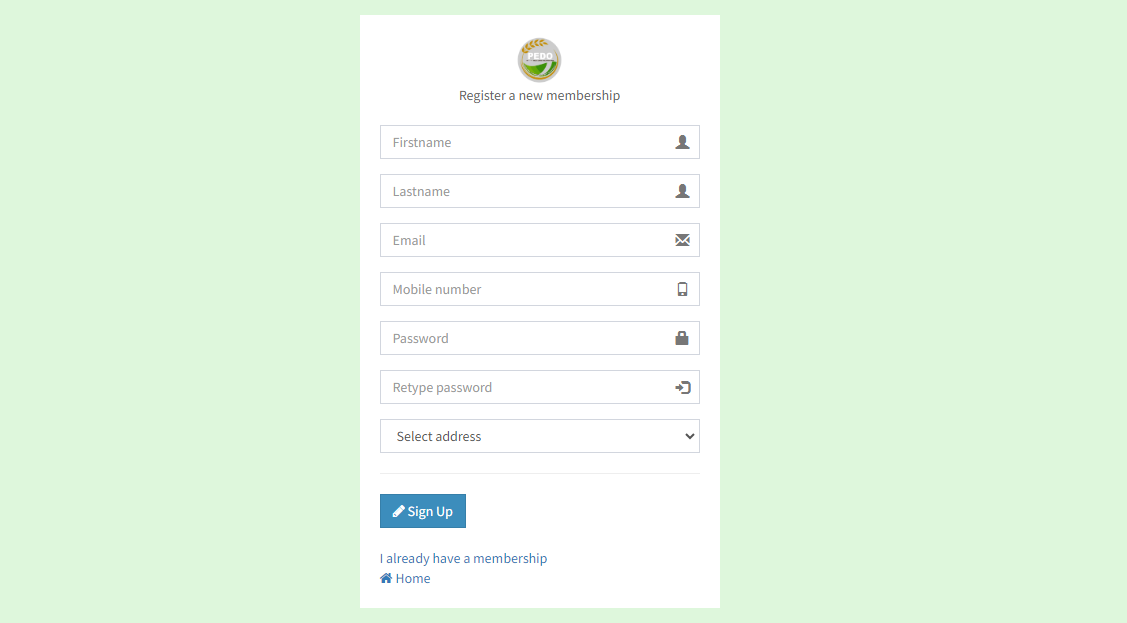 PEDO
Register a new membership
Firstname
Lastname
Email
Mobile number
Password
Retype password
Select address
Sign Up
I already have a membership
Home